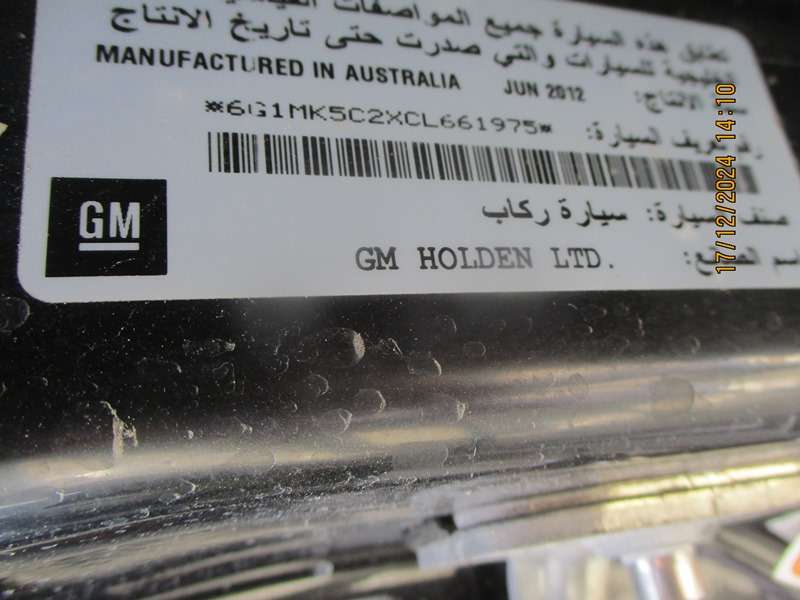 تطابق هذه السيارة جميع المواصفات القياسية
الخليجية للسيارات والتي صدرت حتى تاريخ الانتاج
MANUFACTURED IN AUSTRALIA JUN 2012 الانتاج:
*6G1MK5C2XCL661975* رقم تعريف السيارة:
صنف السيارة: سيارة ركاب
اسم الصانع: GM HOLDEN LTD.
GM
17/12/2024 14:10